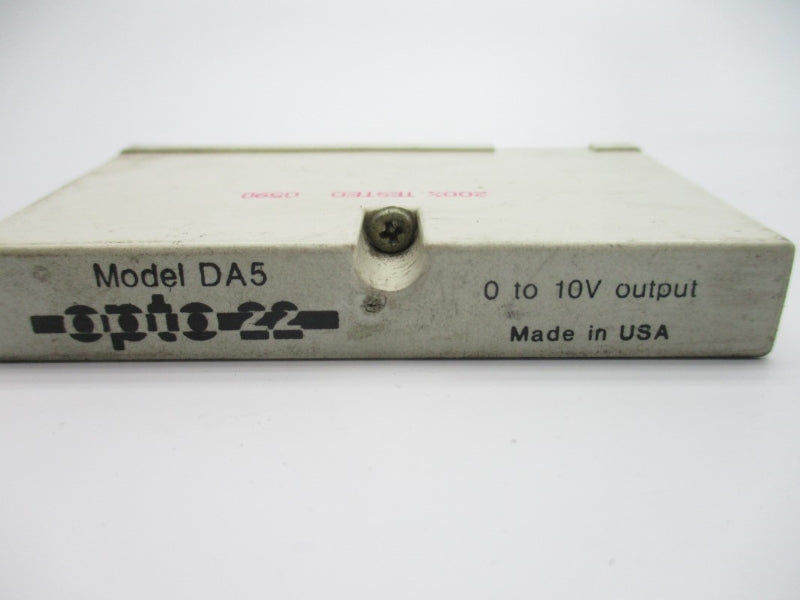 200% TESTED 0590
Model DA5
opto 22
0 to 10V output
Made in USA